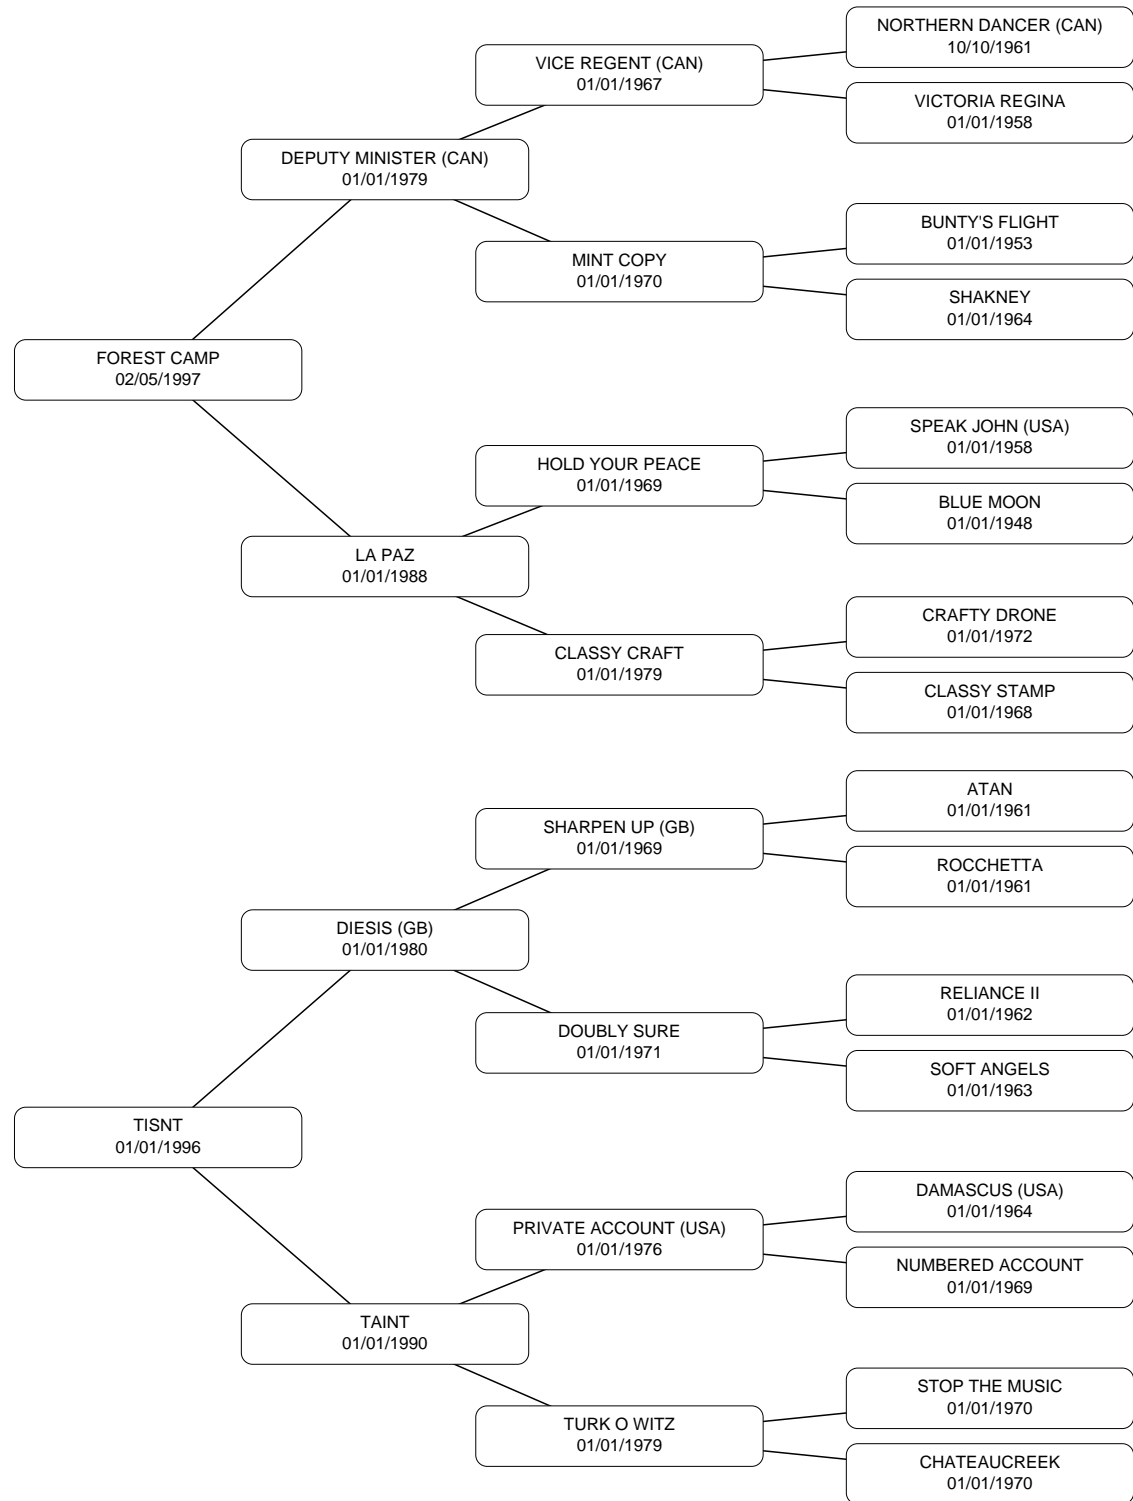 NORTHERN DANCER (CAN)
10/10/1961
VICE REGENT (CAN)
01/01/1967
VICTORIA REGINA
01/01/1958
DEPUTY MINISTER (CAN)
01/01/1979
BUNTY'S FLIGHT
01/01/1953
MINT COPY
01/01/1970
SHAKNEY
01/01/1964
FOREST CAMP
02/05/1997
SPEAK JOHN (USA)
01/01/1958
HOLD YOUR PEACE
01/01/1969
BLUE MOON
01/01/1948
LA PAZ
01/01/1988
CRAFTY DRONE
01/01/1972
CLASSY CRAFT
01/01/1979
CLASSY STAMP
01/01/1968
ATAN
01/01/1961
SHARPEN UP (GB)
01/01/1969
ROCCHETTA
01/01/1961
DIESIS (GB)
01/01/1980
RELIANCE II
01/01/1962
DOUBLY SURE
01/01/1971
SOFT ANGELS
01/01/1963
TISNT
01/01/1996
DAMASCUS (USA)
01/01/1964
PRIVATE ACCOUNT (USA)
01/01/1976
NUMBERED ACCOUNT
01/01/1969
TAINT
01/01/1990
STOP THE MUSIC
01/01/1970
TURK O WITZ
01/01/1979
CHATEAUCREEK
01/01/1970